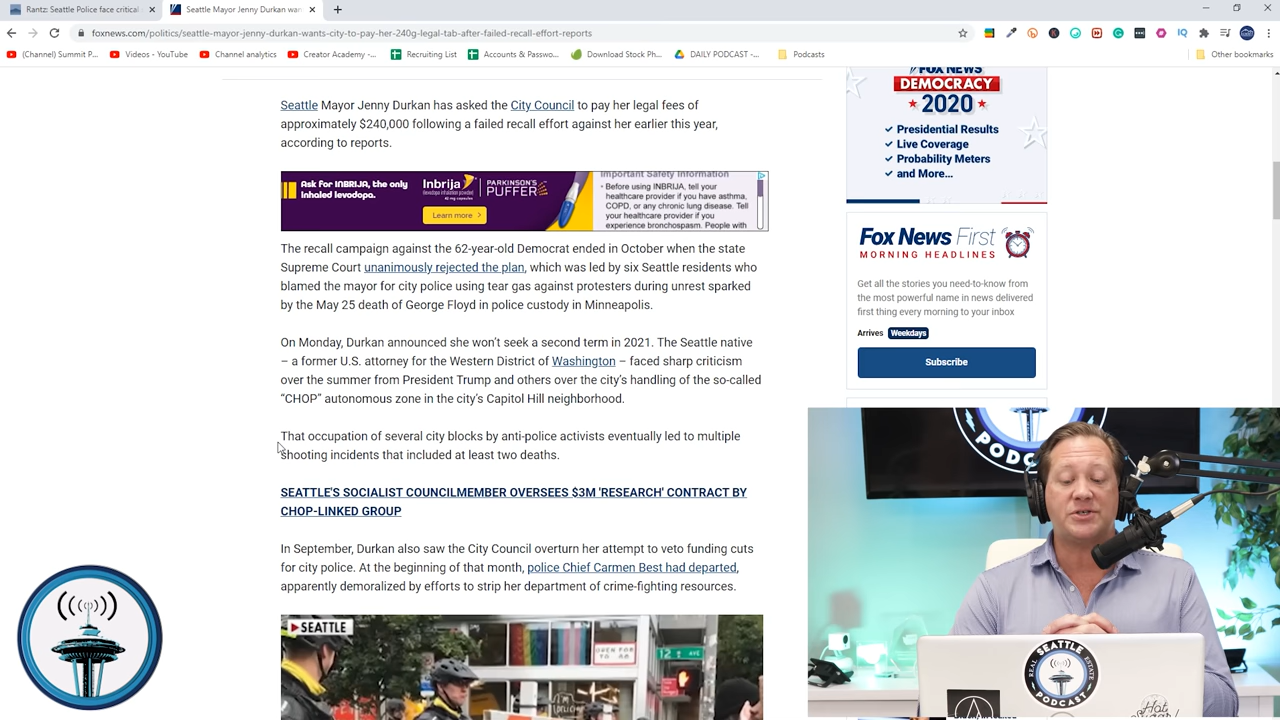 Rantz: Seattle Police face critical
Seattle Mayor Jenny Durkan wan
foxnews.com/politics/seattle-mayor-jenny-durkan-wants-city-to-pay-her-240g-legal-tab-after-failed-recall-effort-reports
(Channel) Summit P...
Videos - YouTube
Channel analytics
Creator Academy -...
Recruiting List
Accounts & Passwo...
Download Stock Ph...
DAILY PODCAST -...
Podcasts
Other bookmarks
Seattle Mayor Jenny Durkan has asked the City Council to pay her legal fees of
approximately $240,000 following a failed recall effort against her earlier this year,
according to reports.
Ask for INBRIJA, the only
inhaled levodopa.
Inbrija
Learn more >
PARKINSON'S
PUFFER
Important Safety Information
• Before using INBRIJA, tell your
healthcare provider if you
have asthma,
COPD, or any chronic lung disease. Tell
your healthcare provider if you
experience bronchospasm. People with
The recall campaign against the 62-year-old Democrat ended in October when the state
Supreme Court unanimously rejected the plan, which was led by six Seattle residents who
blamed the mayor for city police using tear gas against protesters during unrest sparked
by the May 25 death of George Floyd in police custody in Minneapolis.
On Monday, Durkan announced she won't seek a second term in 2021. The Seattle native
– a former U.S. attorney for the Western District of Washington – faced sharp criticism
over the summer from President Trump and others over the city's handling of the so-called
“CHOP” autonomous zone in the city's Capitol Hill neighborhood.
That occupation of several city blocks by anti-police activists eventually led to multiple
shooting incidents that included at least two deaths.
SEATTLE'S SOCIALIST COUNCILMEMBER OVERSEES $3M 'RESEARCH' CONTRACT BY
CHOP-LINKED GROUP
In September, Durkan also saw the City Council overturn her attempt to veto funding cuts
for city police. At the beginning of that month, police Chief Carmen Best had departed,
apparently demoralized by efforts to strip her department of crime-fighting resources.
SEATTLE
12 AVE
FOX NEWS
DEMOCRACY
2020
Presidential Results
Live Coverage
Probability Meters
and More...
Fox News First
MORNING HEADLINES
Get all the stories you need-to-know from
the most powerful name in news delivered
first thing every morning to your inbox
Arrives Weekdays
Subscribe
REAL SEATTLE ESTATE
PODCAST
Hot